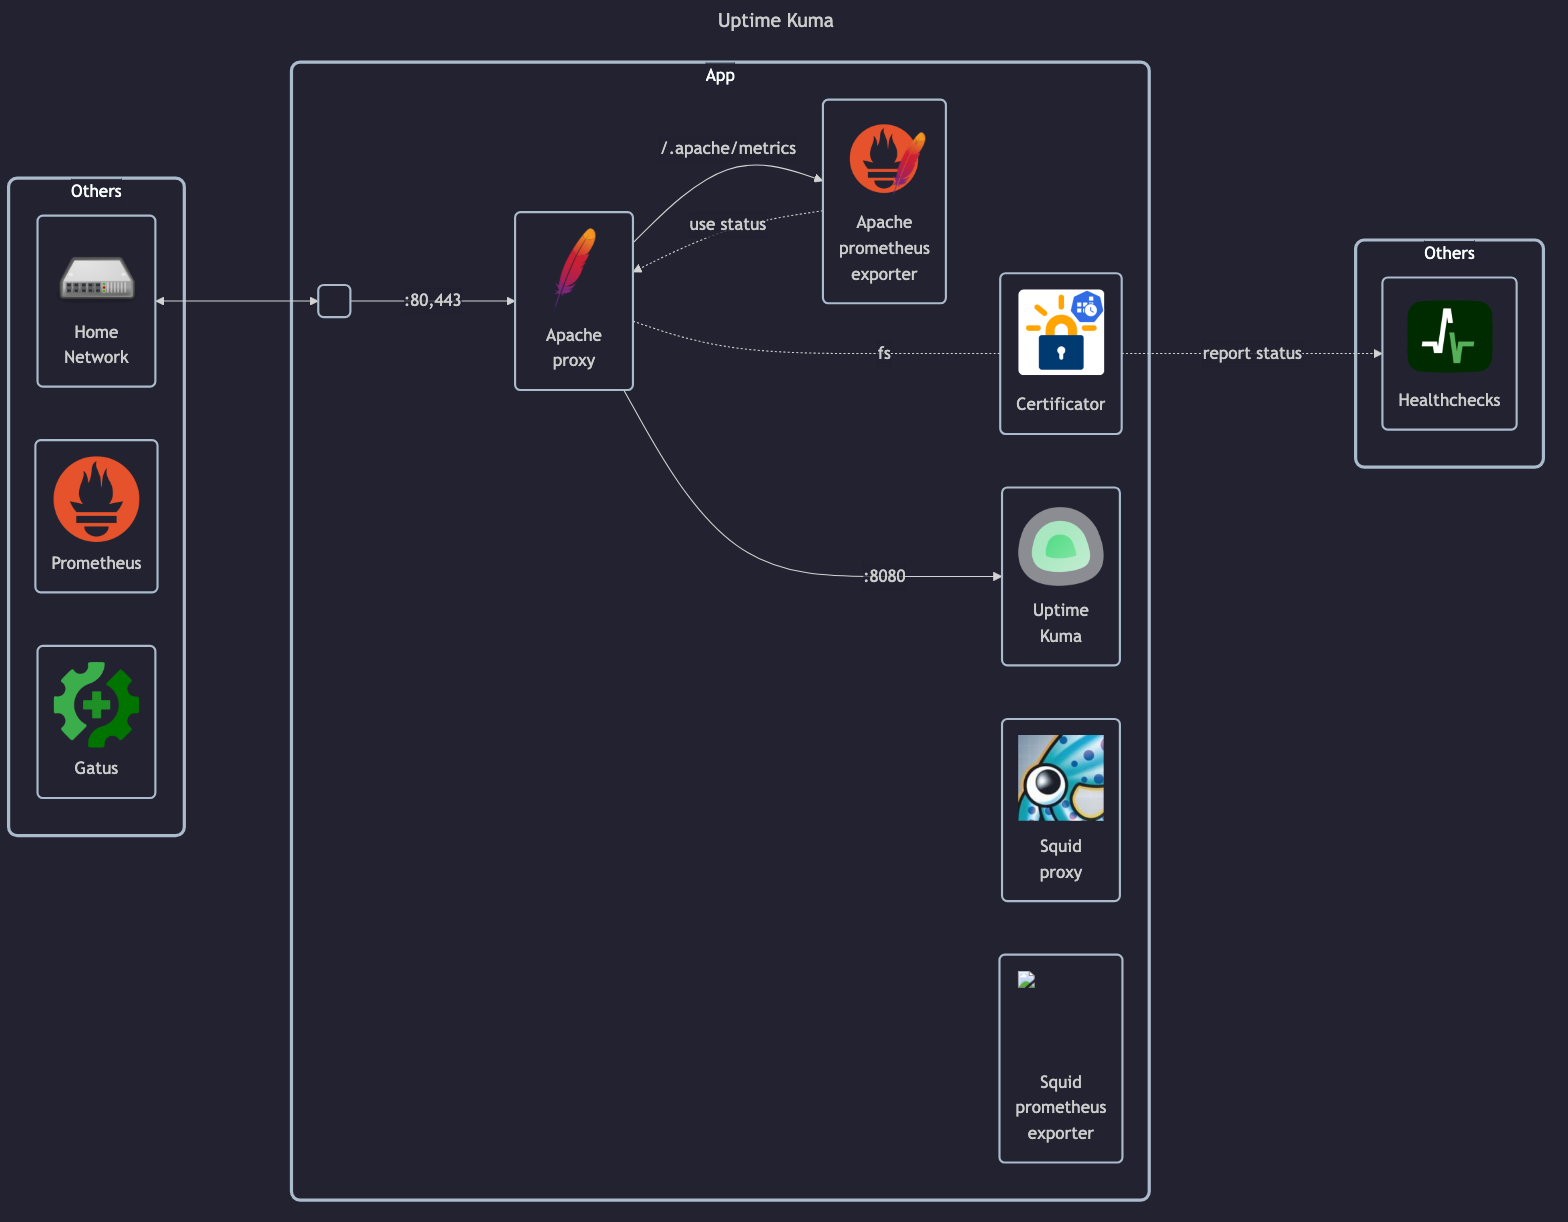 Uptime Kuma
App
Others
Home
Network
Prometheus
Gatus
:80,443
Apache
proxy
/.apache/metrics
use status
Apache
prometheus
exporter
fs
Certificator
:8080
Uptime
Kuma
Squid
proxy
Squid
prometheus
exporter
report status
Others
Healthchecks